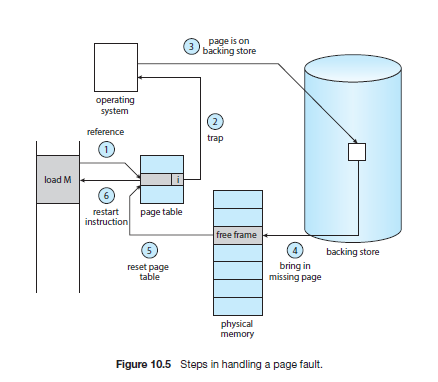 3
page is on
backing store
operating
system
2
trap
reference
1
load M
i
6
restart
instruction
page table
5
reset page
table
free frame
4
bring in
missing page
backing store
physical
memory
Figure 10.5 Steps in handling a page fault.